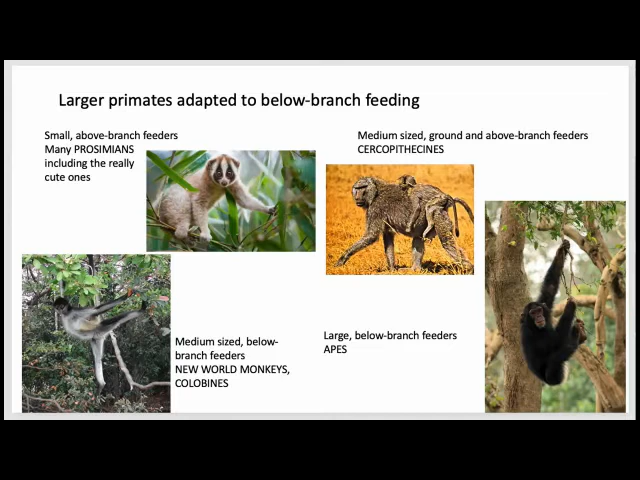 Larger primates adapted to below-branch feeding
Small, above-branch feeders
Many PROSIMIANS
including the really
cute ones
Medium sized, ground and above-branch feeders
CERCOPITHECINES
Medium sized, below-
branch feeders
NEW WORLD MONKEYS,
COLOBINES
Large, below-branch feeders
APES